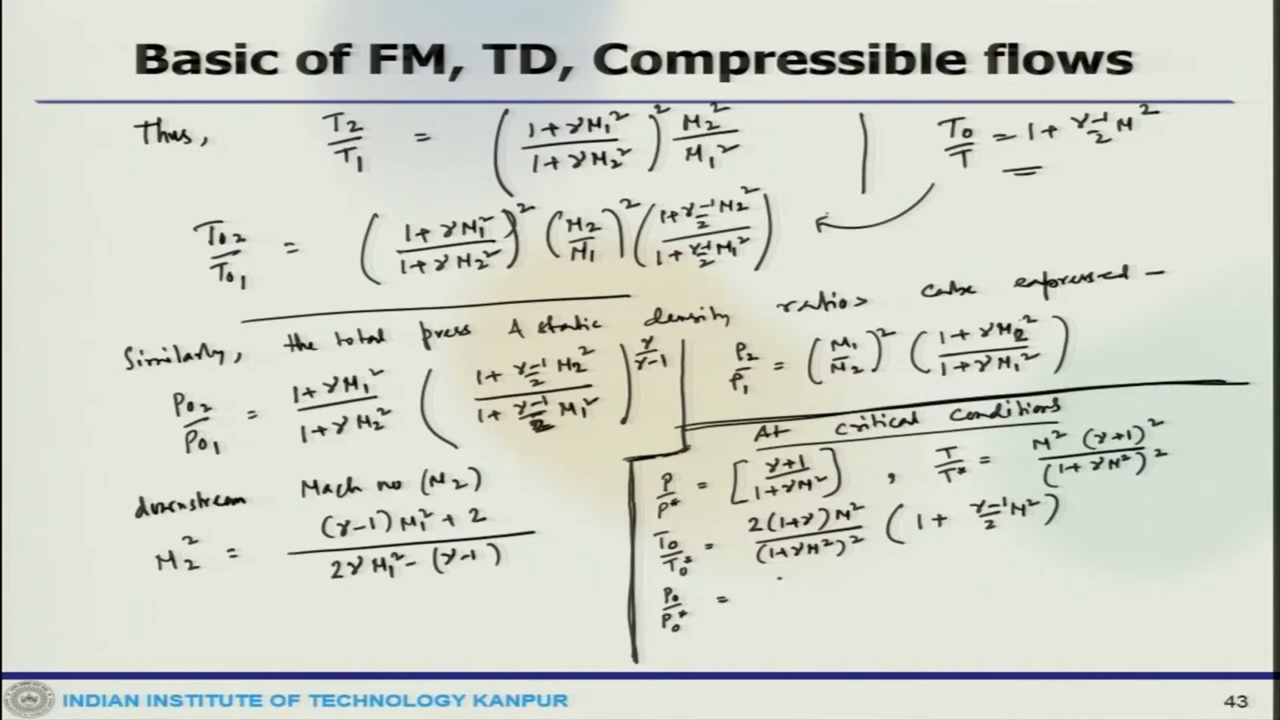 Basic of FM, TD, Compressible flows
Thus, T₂/T₁ = ((1+γM₁²)/(1+γM₂²))² M₂²/M₁² | T₀/T = 1 + (γ-1)/2 M²
T₀₂/T₀₁ = ((1+γM₁²)/(1+γM₂²))² (M₂/M₁)² ((1+(γ-1)/2 M₂²)/(1+(γ-1)/2 M₁²))
Similarly, the total press & static density ratios can be expressed —
P₀₂/P₀₁ = (1+γM₁²)/(1+γM₂²) ((1+(γ-1)/2 M₂²)/(1+(γ-1)/2 M₁²))^(γ/(γ-1))
ρ₂/ρ₁ = (M₁/M₂)² ((1+γM₂²)/(1+γM₁²))
downstream Mach no (M₂)
M₂² = ((γ-1)M₁²+2)/(2γM₁²-(γ-1))
At critical conditions
P/P* = [(γ+1)/(1+γM²)], T/T* = M²(γ+1)²/(1+γM²)²
T₀/T₀* = 2(1+γ)M²/(1+γM²)² (1 + (γ-1)/2 M²)
P₀/P₀* =
INDIAN INSTITUTE OF TECHNOLOGY KANPUR
43